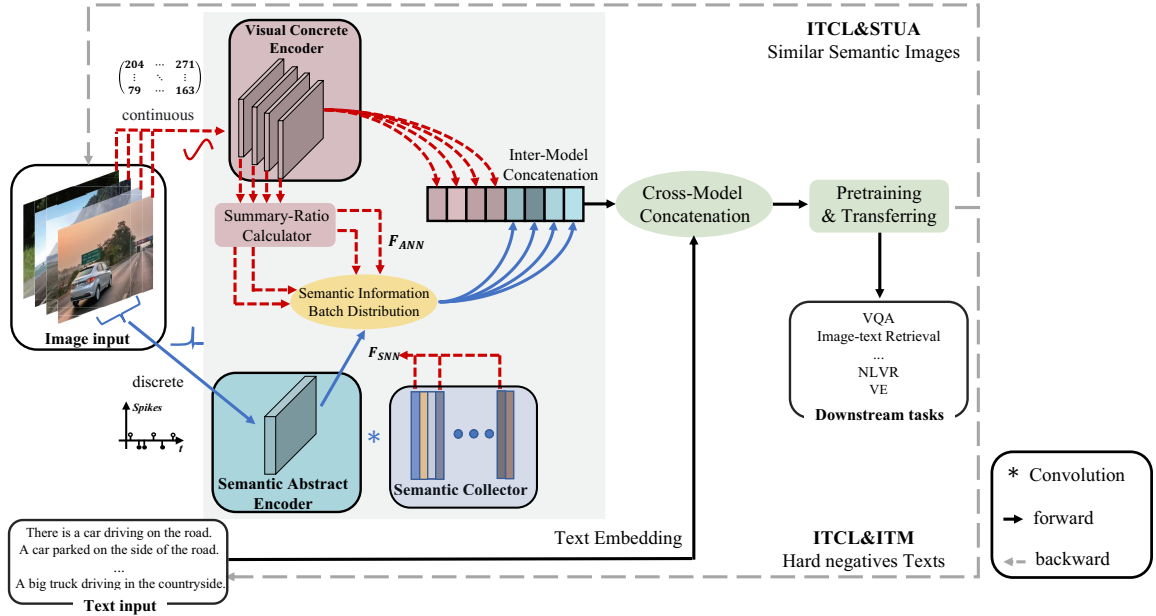 ITCL&STUA
Similar Semantic Images
Visual Concrete
Encoder
204 ⋯ 271
⋮ ⋱ ⋮
79 ⋯ 163
continuous
Inter-Model
Concatenation
Cross-Model
Concatenation
Pretraining
& Transferring
Summary-Ratio
Calculator
F_ANN
Semantic Information
Batch Distribution
Image input
VQA
Image-text Retrieval
...
NLVR
VE
Downstream tasks
F_SNN
discrete
Spikes
t
*
Semantic Abstract
Encoder
Semantic Collector
* Convolution
forward
backward
There is a car driving on the road.
A car parked on the side of the road.
...
A big truck driving in the countryside.
Text input
Text Embedding
ITCL&ITM
Hard negatives Texts